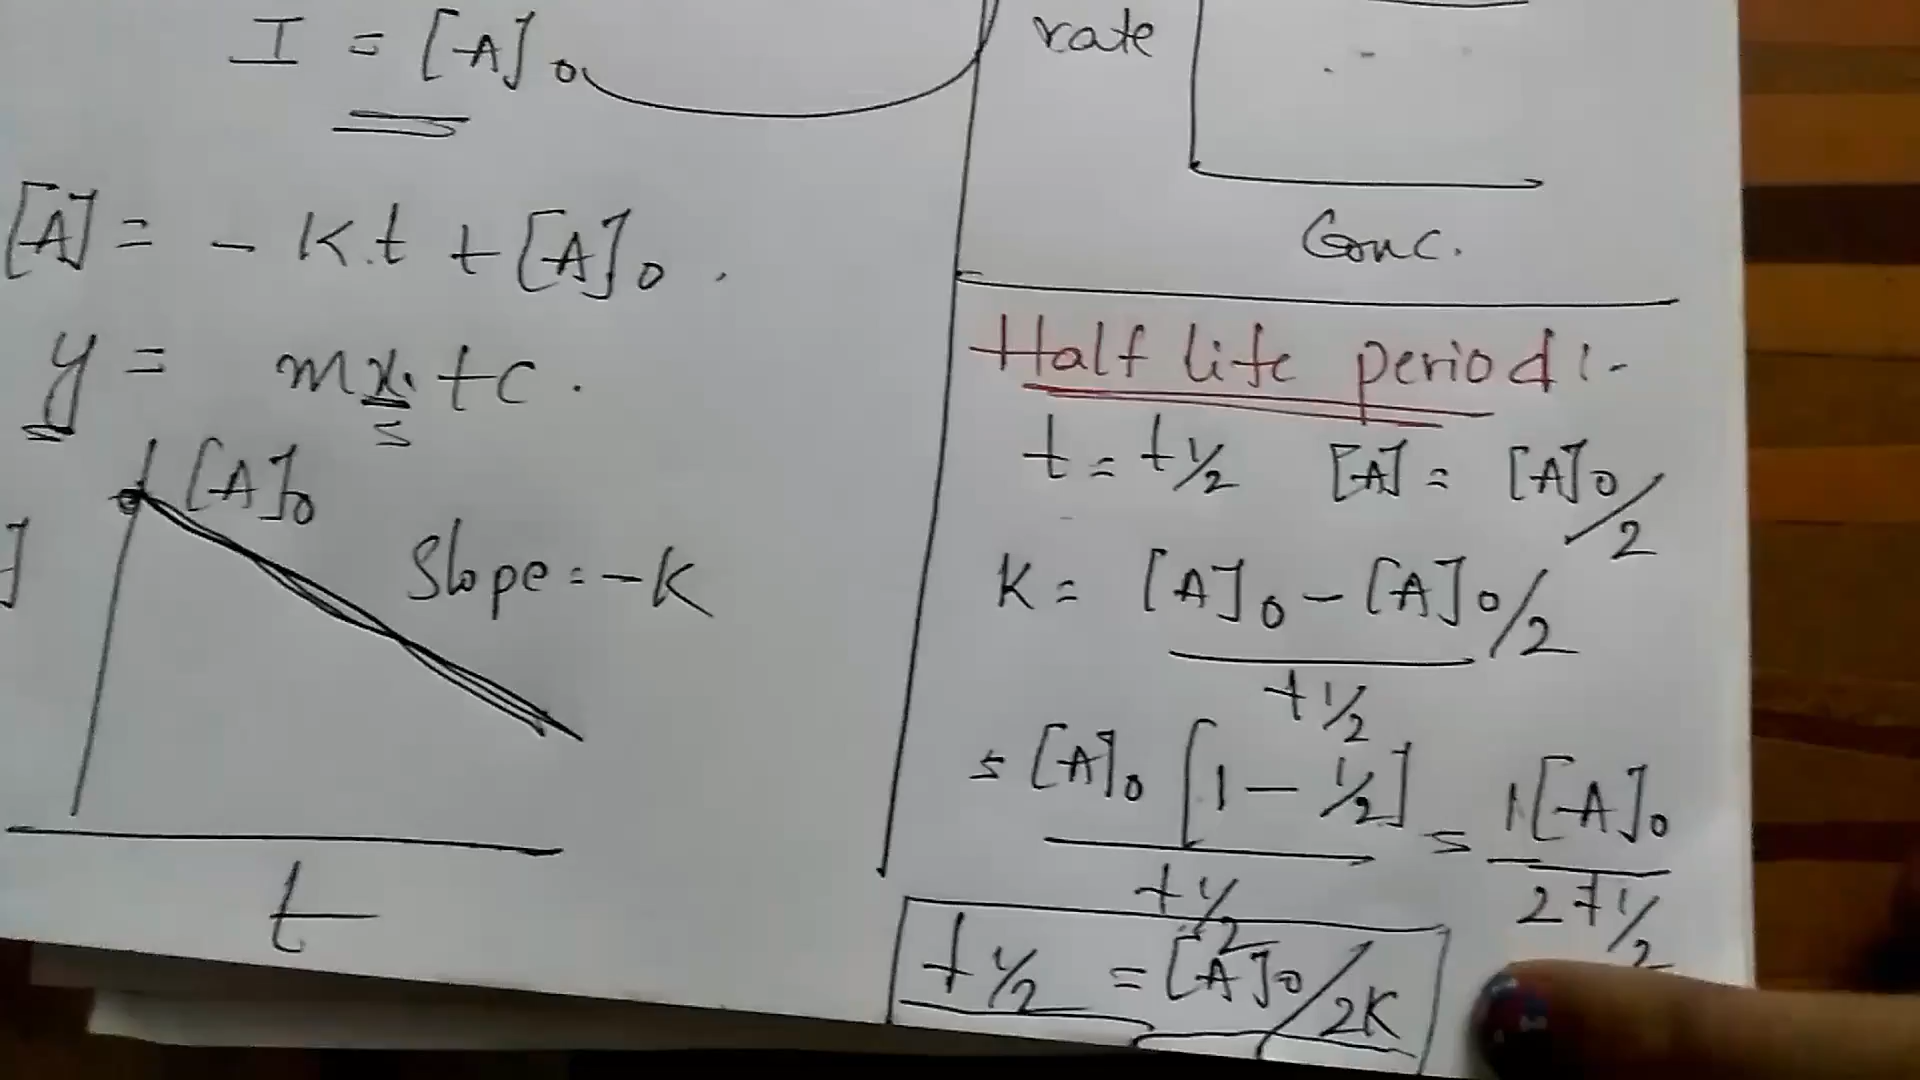 I = [A]₀
[A] = - Kt + [A]₀.
y = mx + c.
[A]₀
]
Slope = -K
t
rate
Conc.
Half life period :-
t = t½ [A] = [A]₀/2
K = [A]₀ - [A]₀/2
t½
= [A]₀ [1 - ½] = 1[A]₀
t½ 2t½
t½ = [A]₀/2K